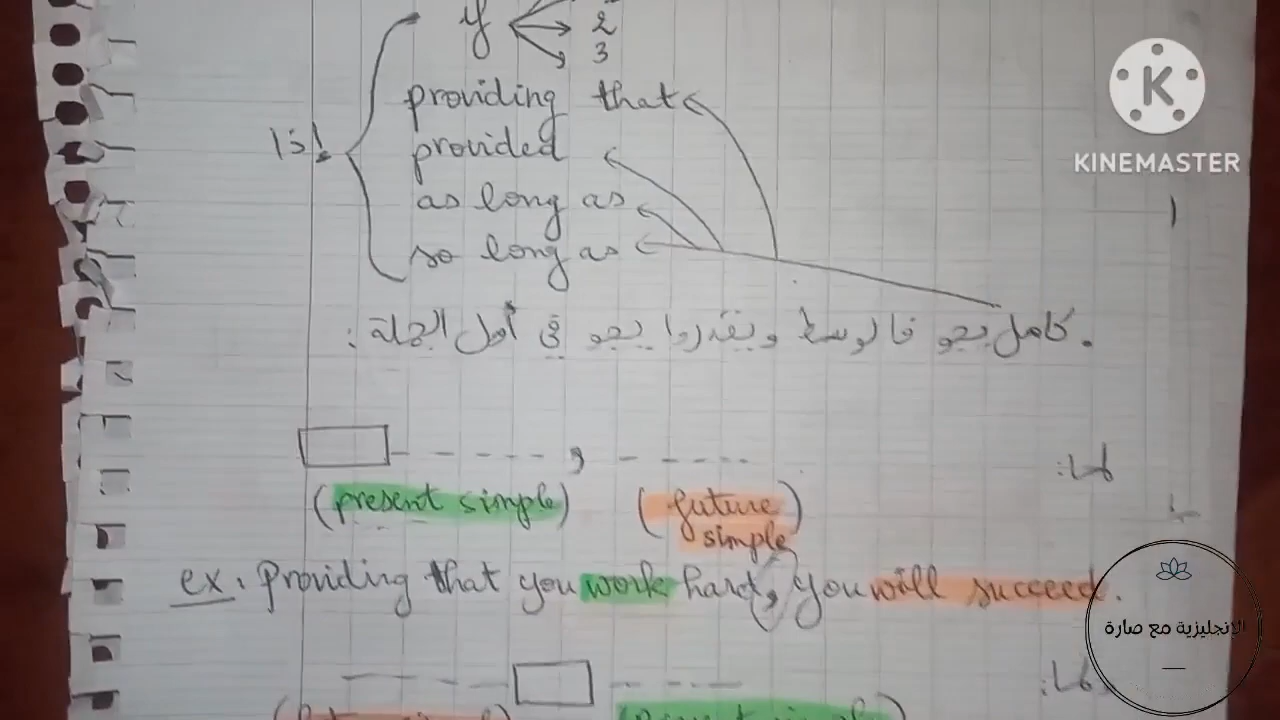 if 2
3
providing that
إذا
provided
as long as
so long as
كامل يجو فالوسط ويقدروا يجو في أول الجملة:
إما:
(present simple) (future simple)
ex: Providing that you work hard, you will succeed.
إما:
K
KINEMASTER
الانجليزية مع صارة